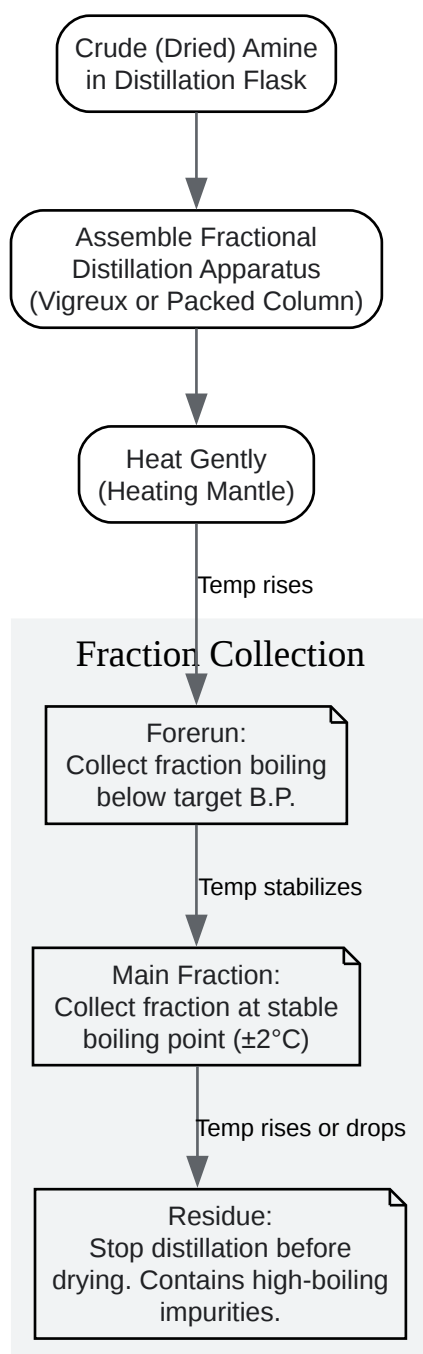 Crude (Dried) Amine
in Distillation Flask
Assemble Fractional
Distillation Apparatus
(Vigreux or Packed Column)
Heat Gently
(Heating Mantle)
Temp rises
Fraction Collection
Forerun:
Collect fraction boiling
below target B.P.
Temp stabilizes
Main Fraction:
Collect fraction at stable
boiling point (±2°C)
Temp rises or drops
Residue:
Stop distillation before
drying. Contains high-boiling
impurities.